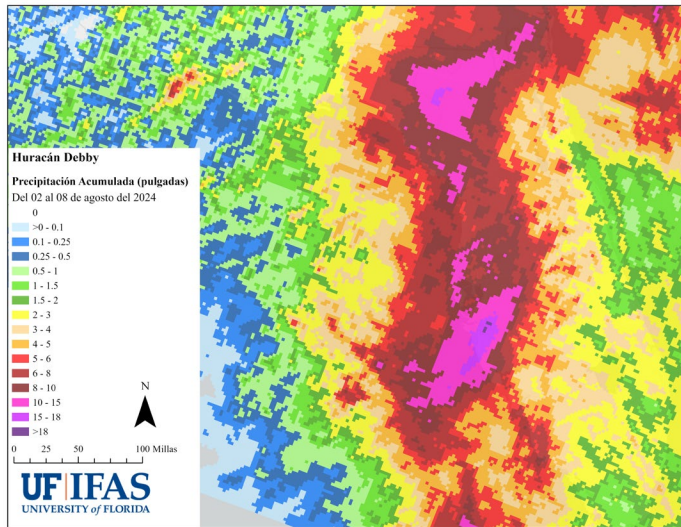 Huracán Debby
Precipitación Acumulada (pulgadas)
Del 02 al 08 de agosto del 2024
0
>0 - 0.1
0.1 - 0.25
0.25 - 0.5
0.5 - 1
1 - 1.5
1.5 - 2
2 - 3
3 - 4
4 - 5
5 - 6
6 - 8
8 - 10
10 - 15
15 - 18
>18
N
0 25 50 100 Millas
UF|IFAS
UNIVERSITY of FLORIDA